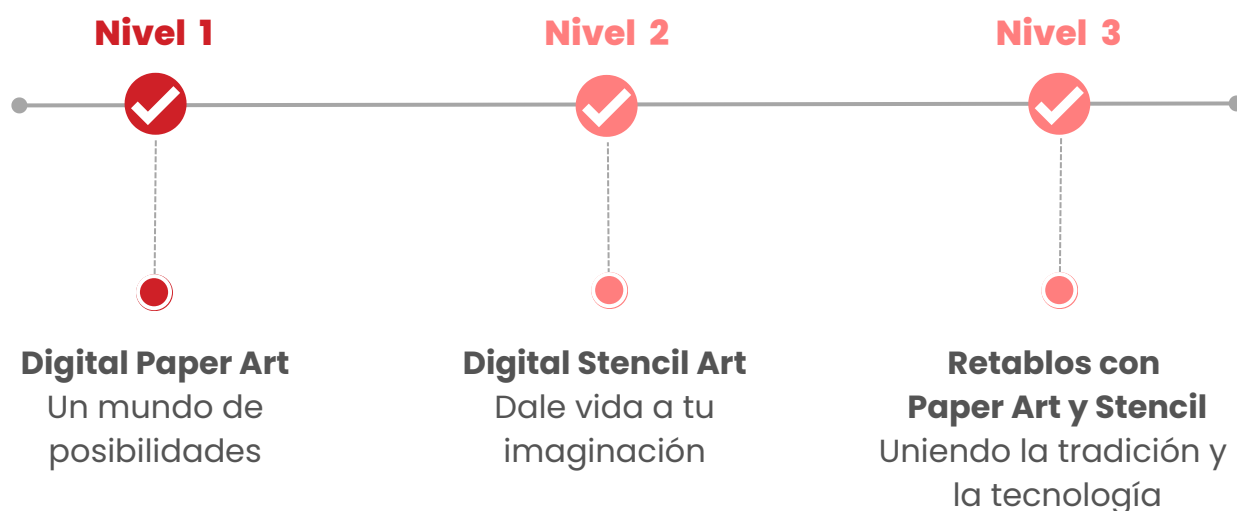 Nivel 1
Nivel 2
Nivel 3
Digital Paper Art
Un mundo de
posibilidades
Digital Stencil Art
Dale vida a tu
imaginación
Retablos con
Paper Art y Stencil
Uniendo la tradición y
la tecnología